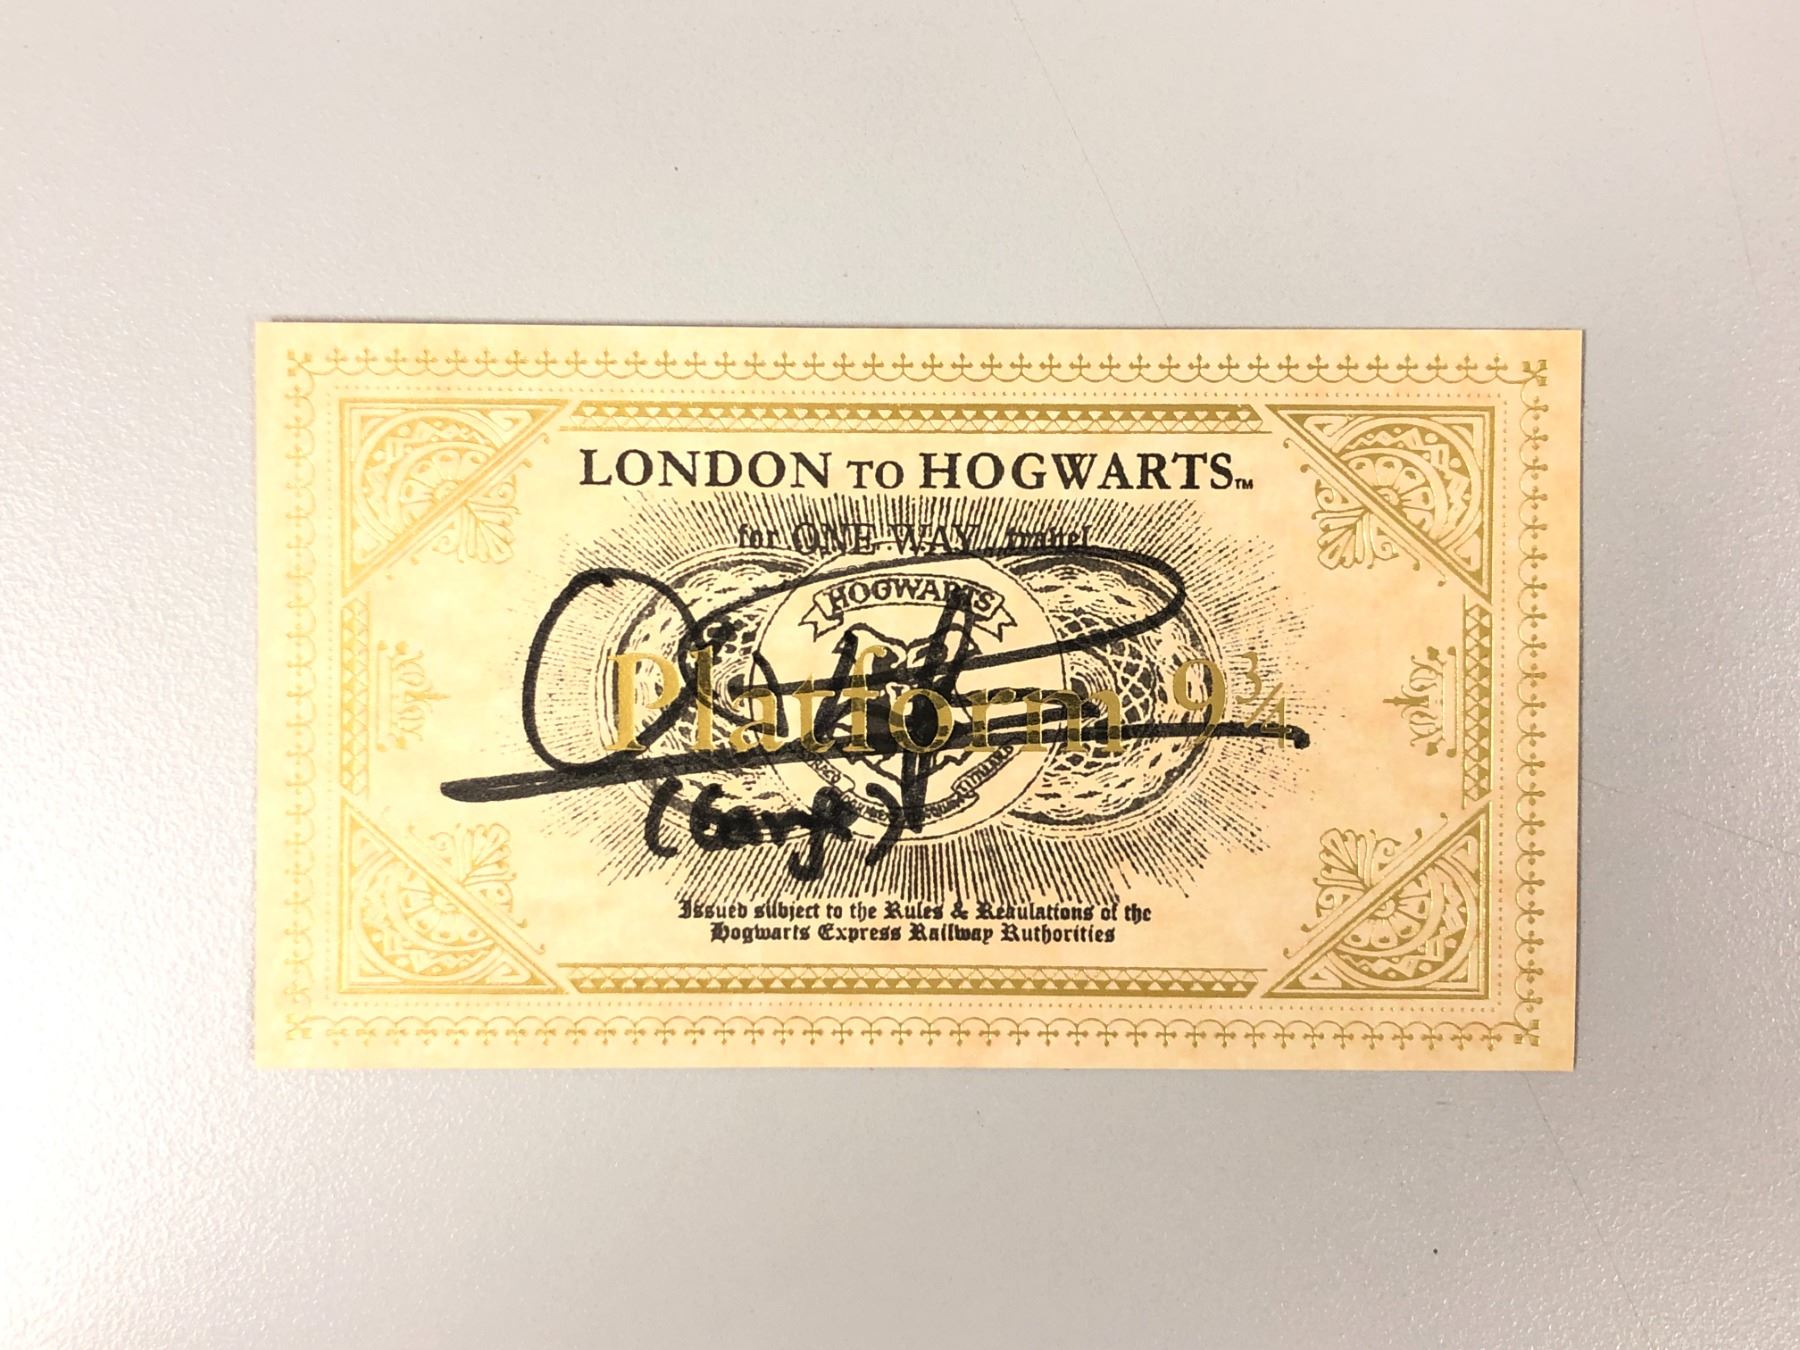 LONDON TO HOGWARTS™
for ONE WAY travel
HOGWARTS
Platform 9¾
(George)
Issued subject to the Rules & Regulations of the
Hogwarts Express Railway Authorities